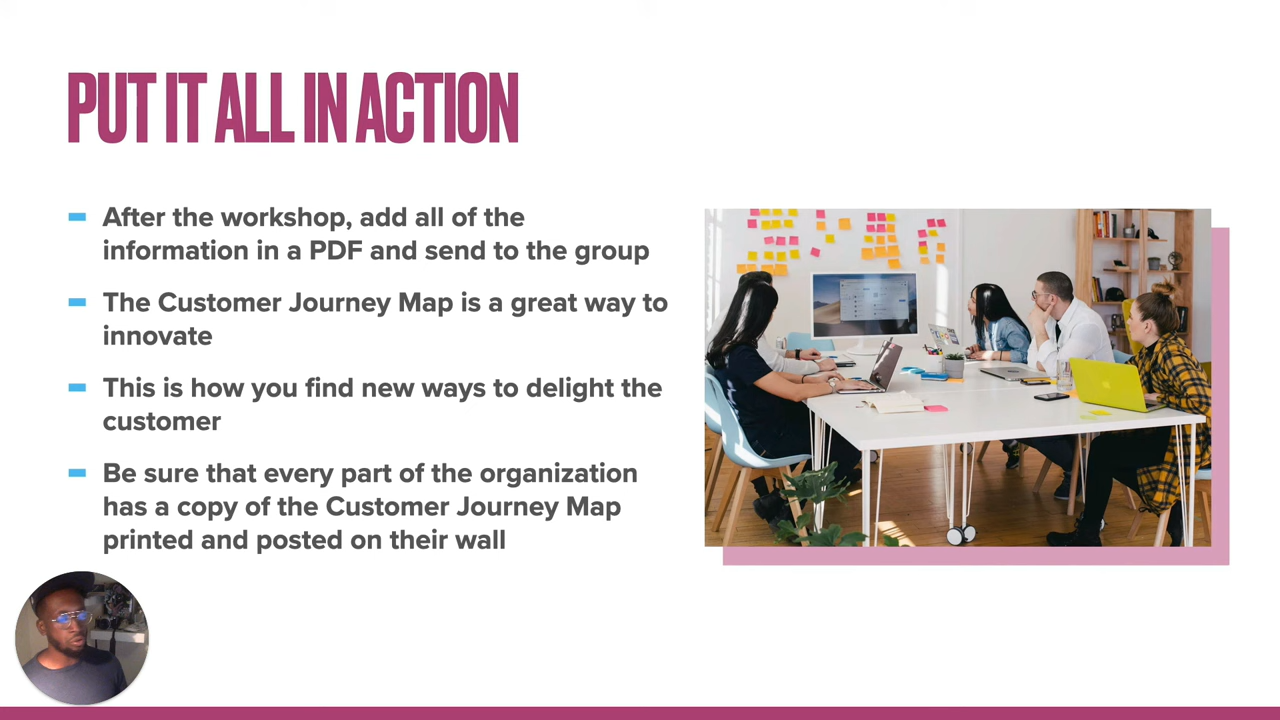 PUT IT ALL IN ACTION
After the workshop, add all of the
information in a PDF and send to the group
The Customer Journey Map is a great way to
innovate
This is how you find new ways to delight the
customer
Be sure that every part of the organization
has a copy of the Customer Journey Map
printed and posted on their wall